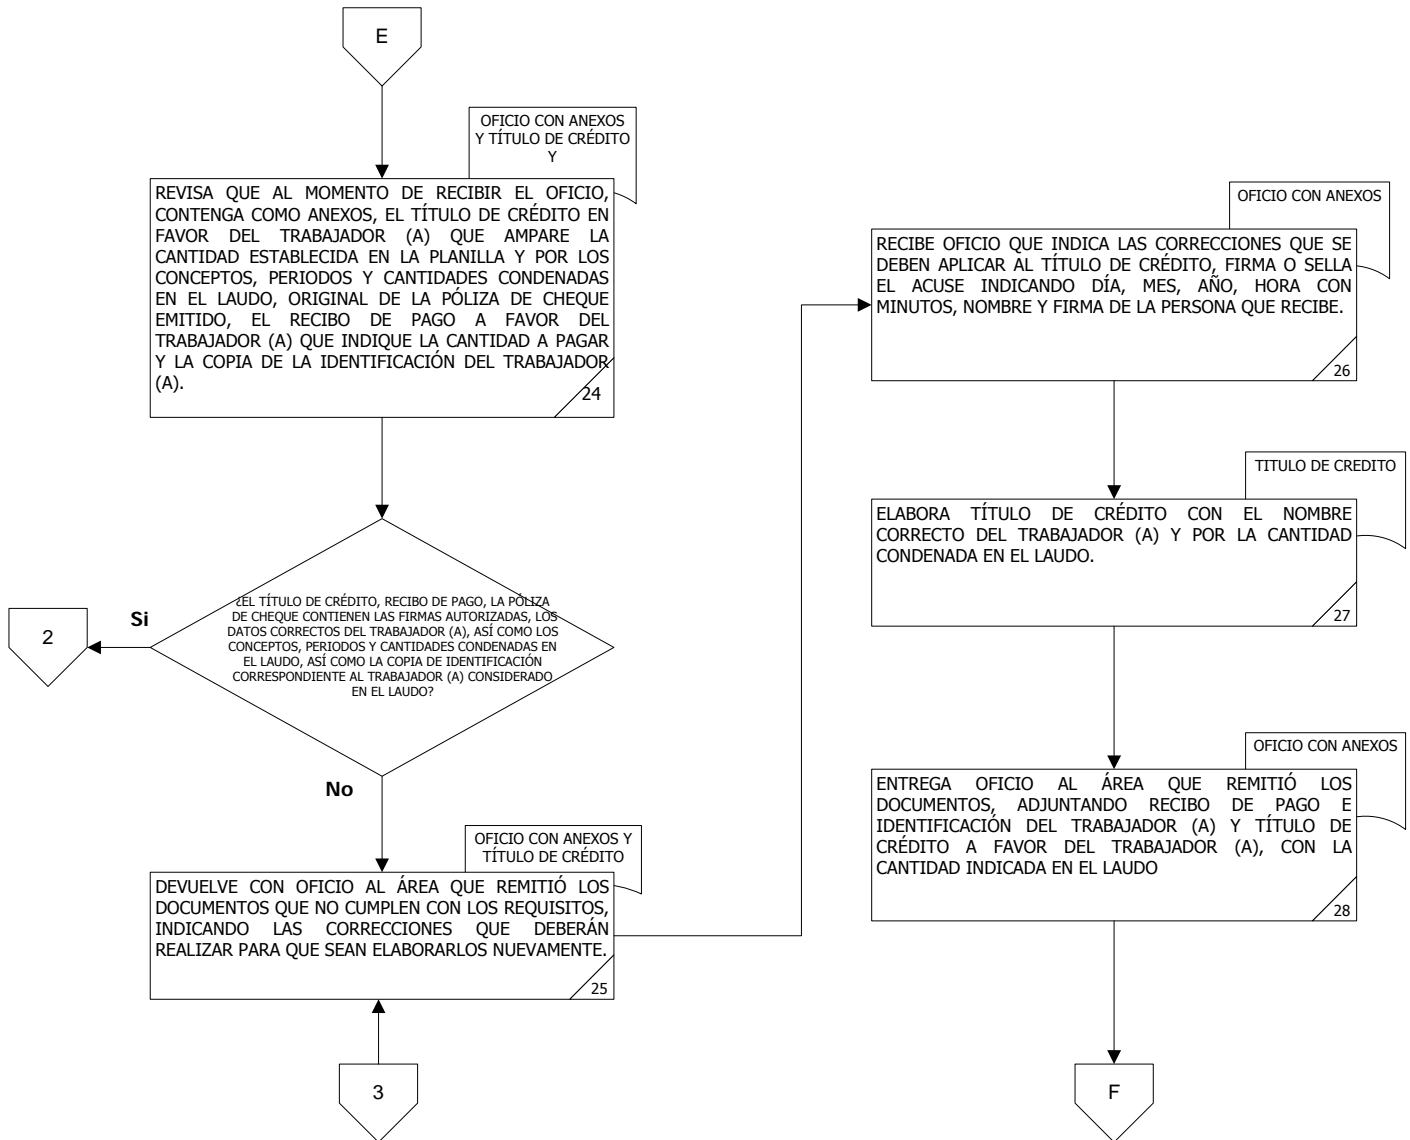 E
OFICIO CON ANEXOS
Y TÍTULO DE CRÉDITO
Y
REVISA QUE AL MOMENTO DE RECIBIR EL OFICIO,
CONTENGA COMO ANEXOS, EL TÍTULO DE CRÉDITO EN
FAVOR DEL TRABAJADOR (A) QUE AMPARE LA
CANTIDAD ESTABLECIDA EN LA PLANILLA Y POR LOS
CONCEPTOS, PERIODOS Y CANTIDADES CONDENADAS
EN EL LAUDO, ORIGINAL DE LA PÓLIZA DE CHEQUE
EMITIDO, EL RECIBO DE PAGO A FAVOR DEL
TRABAJADOR (A) QUE INDIQUE LA CANTIDAD A PAGAR
Y LA COPIA DE LA IDENTIFICACIÓN DEL TRABAJADOR
(A).
24
¿EL TÍTULO DE CRÉDITO, RECIBO DE PAGO, LA PÓLIZA
DE CHEQUE CONTIENEN LAS FIRMAS AUTORIZADAS, LOS
DATOS CORRECTOS DEL TRABAJADOR (A), ASÍ COMO LOS
CONCEPTOS, PERIODOS Y CANTIDADES CONDENADAS EN
EL LAUDO, ASÍ COMO LA COPIA DE IDENTIFICACIÓN
CORRESPONDIENTE AL TRABAJADOR (A) CONSIDERADO
EN EL LAUDO?
Si
2
No
OFICIO CON ANEXOS Y
TÍTULO DE CRÉDITO
DEVUELVE CON OFICIO AL ÁREA QUE REMITIÓ LOS
DOCUMENTOS QUE NO CUMPLEN CON LOS REQUISITOS,
INDICANDO LAS CORRECCIONES QUE DEBERÁN
REALIZAR PARA QUE SEAN ELABORARLOS NUEVAMENTE.
25
3
OFICIO CON ANEXOS
RECIBE OFICIO QUE INDICA LAS CORRECCIONES QUE SE
DEBEN APLICAR AL TÍTULO DE CRÉDITO, FIRMA O SELLA
EL ACUSE INDICANDO DÍA, MES, AÑO, HORA CON
MINUTOS, NOMBRE Y FIRMA DE LA PERSONA QUE RECIBE.
26
TITULO DE CREDITO
ELABORA TÍTULO DE CRÉDITO CON EL NOMBRE
CORRECTO DEL TRABAJADOR (A) Y POR LA CANTIDAD
CONDENADA EN EL LAUDO.
27
OFICIO CON ANEXOS
ENTREGA OFICIO AL ÁREA QUE REMITIÓ LOS
DOCUMENTOS, ADJUNTANDO RECIBO DE PAGO E
IDENTIFICACIÓN DEL TRABAJADOR (A) Y TÍTULO DE
CRÉDITO A FAVOR DEL TRABAJADOR (A), CON LA
CANTIDAD INDICADA EN EL LAUDO
28
F